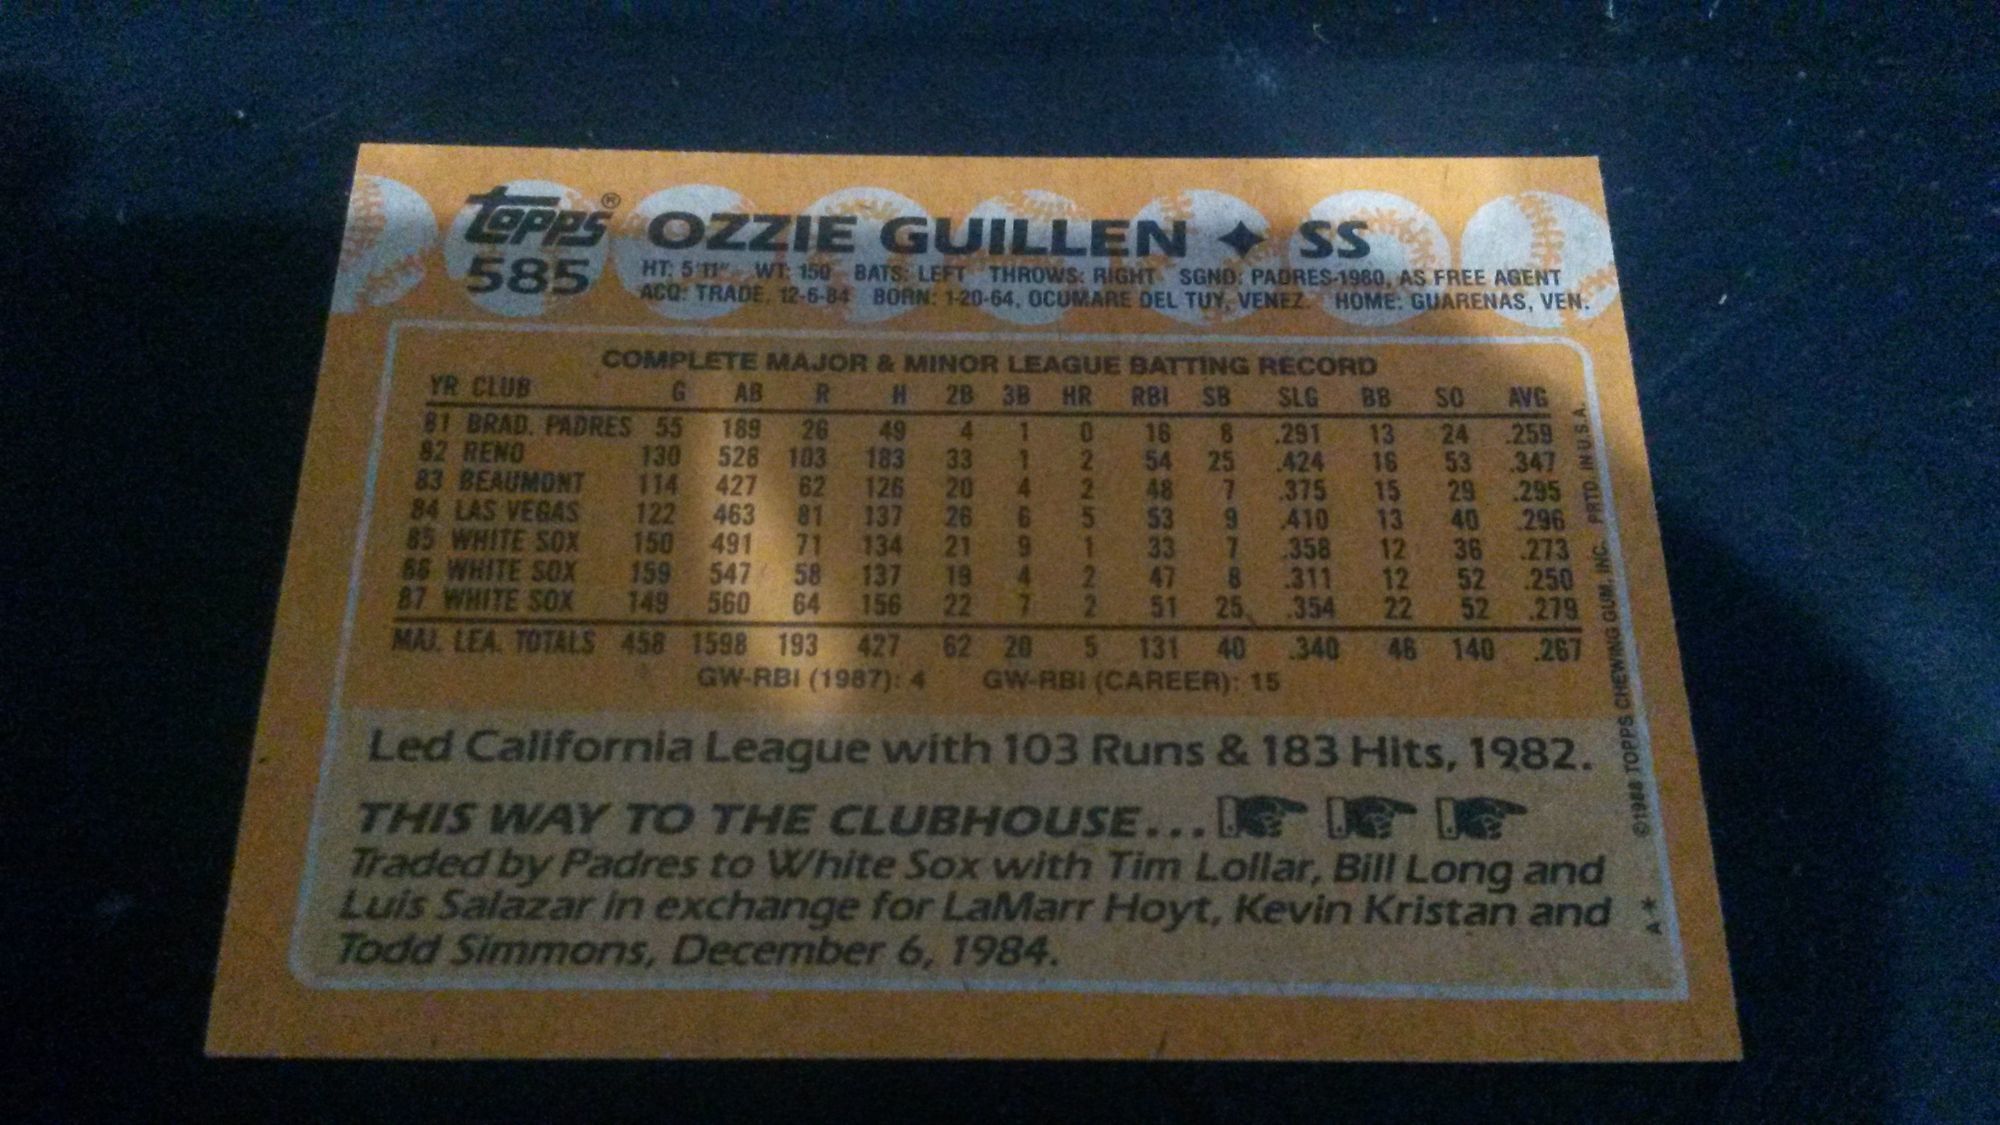 topps® OZZIE GUILLEN ✦ SS
585
HT: 5'11" WT: 150 BATS: LEFT THROWS: RIGHT SGND: PADRES-1980, AS FREE AGENT
ACQ: TRADE, 12-6-84 BORN: 1-20-64, OCUMARE DEL TUY, VENEZ. HOME: GUARENAS, VEN.
COMPLETE MAJOR & MINOR LEAGUE BATTING RECORD
YR CLUB G AB R H 2B 3B HR RBI SB SLG BB SO AVG
81 BRAD. PADRES 55 189 26 49 4 1 0 16 8 .291 13 24 .259
82 RENO 130 528 103 183 33 1 2 54 25 .424 16 53 .347
83 BEAUMONT 114 427 62 126 20 4 2 48 7 .375 15 29 .295
84 LAS VEGAS 122 463 81 137 26 6 5 53 9 .410 13 40 .296
85 WHITE SOX 150 491 71 134 21 9 1 33 7 .358 12 36 .273
86 WHITE SOX 159 547 58 137 19 4 2 47 8 .311 12 52 .250
87 WHITE SOX 149 560 64 156 22 7 2 51 25 .354 22 52 .279
MAJ. LEA. TOTALS 458 1598 193 427 62 20 5 131 40 .340 46 140 .267
GW-RBI (1987): 4 GW-RBI (CAREER): 15
Led California League with 103 Runs & 183 Hits, 1982.
THIS WAY TO THE CLUBHOUSE...
Traded by Padres to White Sox with Tim Lollar, Bill Long and
Luis Salazar in exchange for LaMarr Hoyt, Kevin Kristan and
Todd Simmons, December 6, 1984.
©1988 TOPPS CHEWING GUM, INC. PRTD. IN U.S.A.
A*